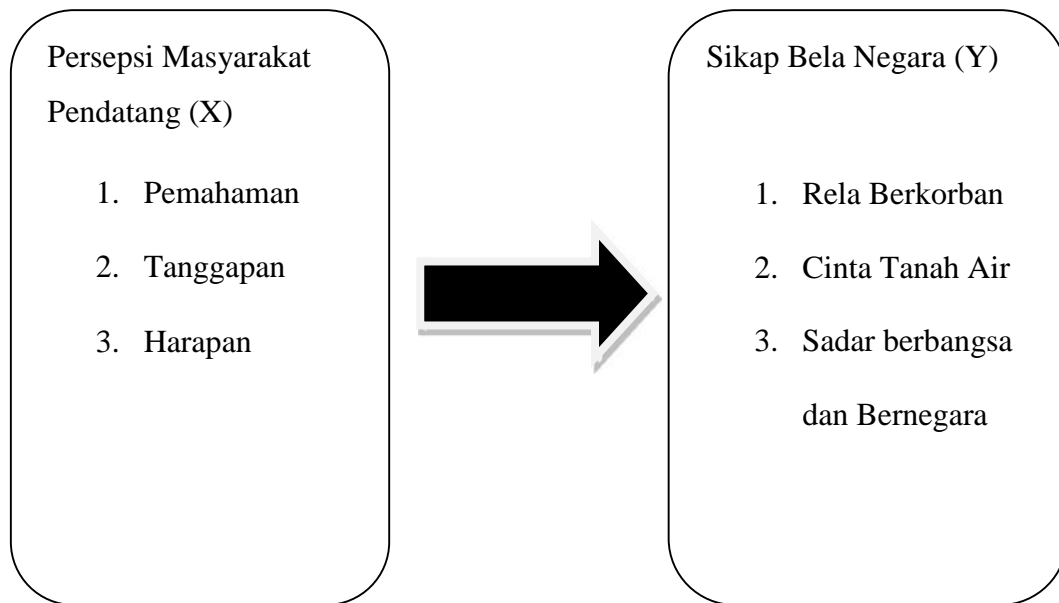 Persepsi Masyarakat
Pendatang (X)
1. Pemahaman
2. Tanggapan
3. Harapan
Sikap Bela Negara (Y)
1. Rela Berkorban
2. Cinta Tanah Air
3. Sadar berbangsa
dan Bernegara